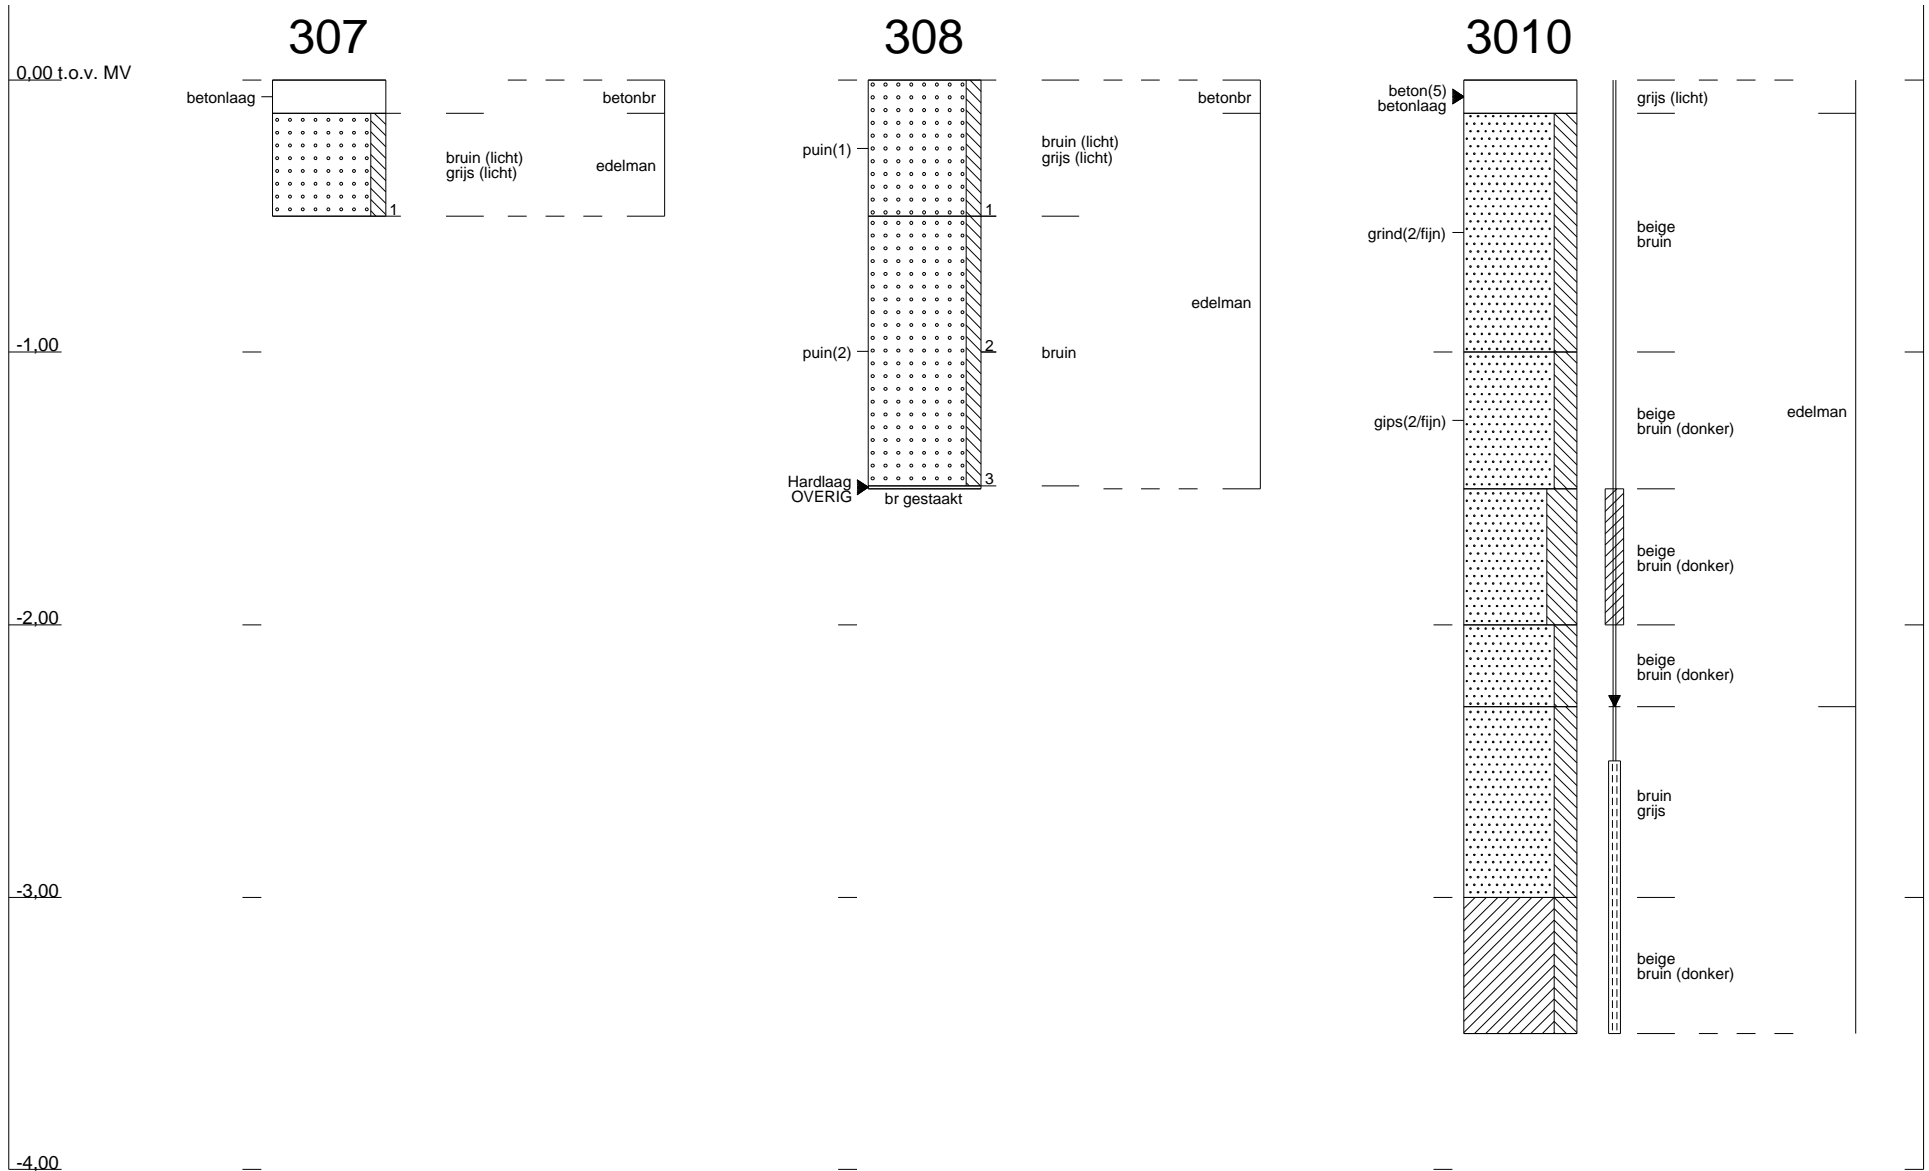 307
308
3010
0,00 t.o.v. MV
betonlaag
betonbr
bruin (licht)
grijs (licht)
edelman
1
betonbr
puin(1)
bruin (licht)
grijs (licht)
1
edelman
puin(2)
2
bruin
Hardlaag
OVERIG
3
br gestaakt
beton(5)
betonlaag
grijs (licht)
grind(2/fijn)
beige
bruin
gips(2/fijn)
beige
bruin (donker)
edelman
beige
bruin (donker)
beige
bruin (donker)
bruin
grijs
beige
bruin (donker)
-1,00
-2,00
-3,00
-4,00